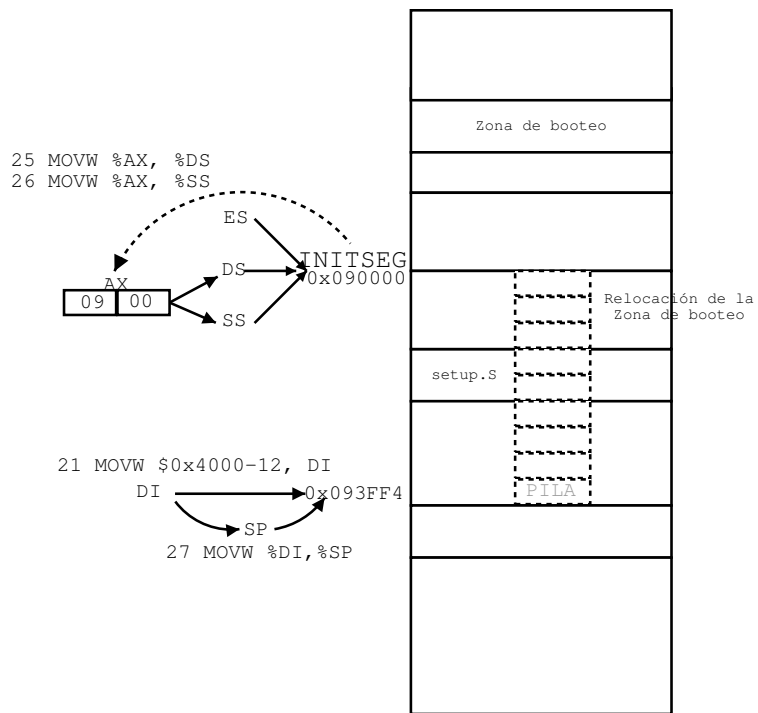 Zona de booteo
25 MOVW %AX, %DS
26 MOVW %AX, %SS
ES
INITSEG
0x090000
AX
DS
09 00
SS
Relocación de la
Zona de booteo
setup.S
21 MOVW $0x4000-12, DI
DI
0x093FF4
PILA
SP
27 MOVW %DI,%SP